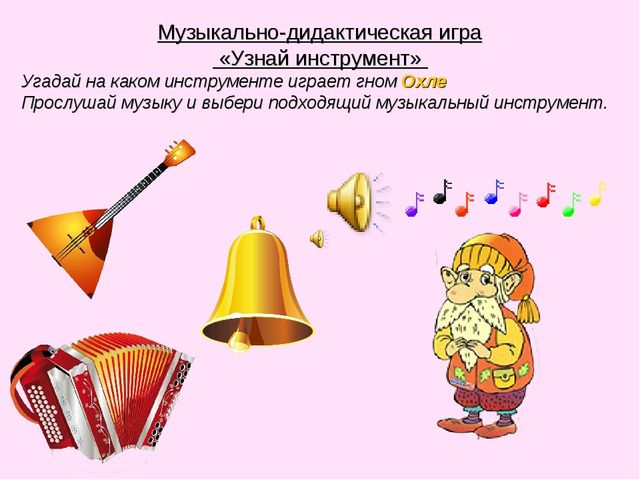 Музыкально-дидактическая игра
«Узнай инструмент»
Угадай на каком инструменте играет гном Охле
Прослушай музыку и выбери подходящий музыкальный инструмент.